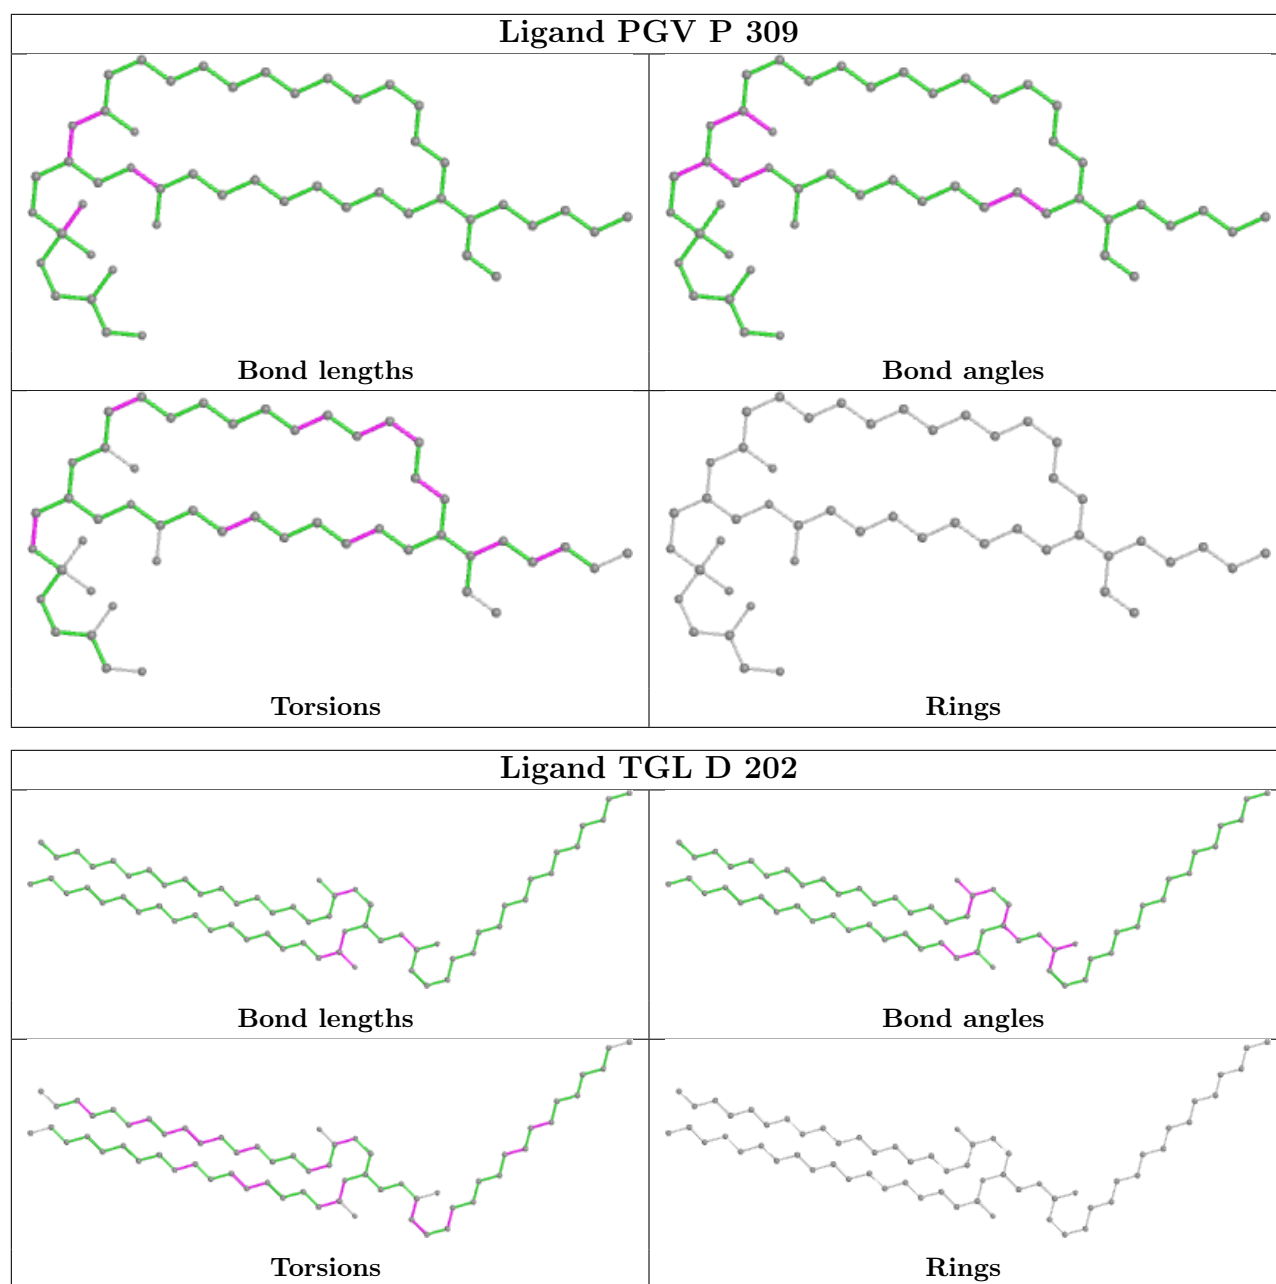 Ligand PGV P 309
Bond lengths
Bond angles
Torsions
Rings
Ligand TGL D 202
Bond lengths
Bond angles
Torsions
Rings